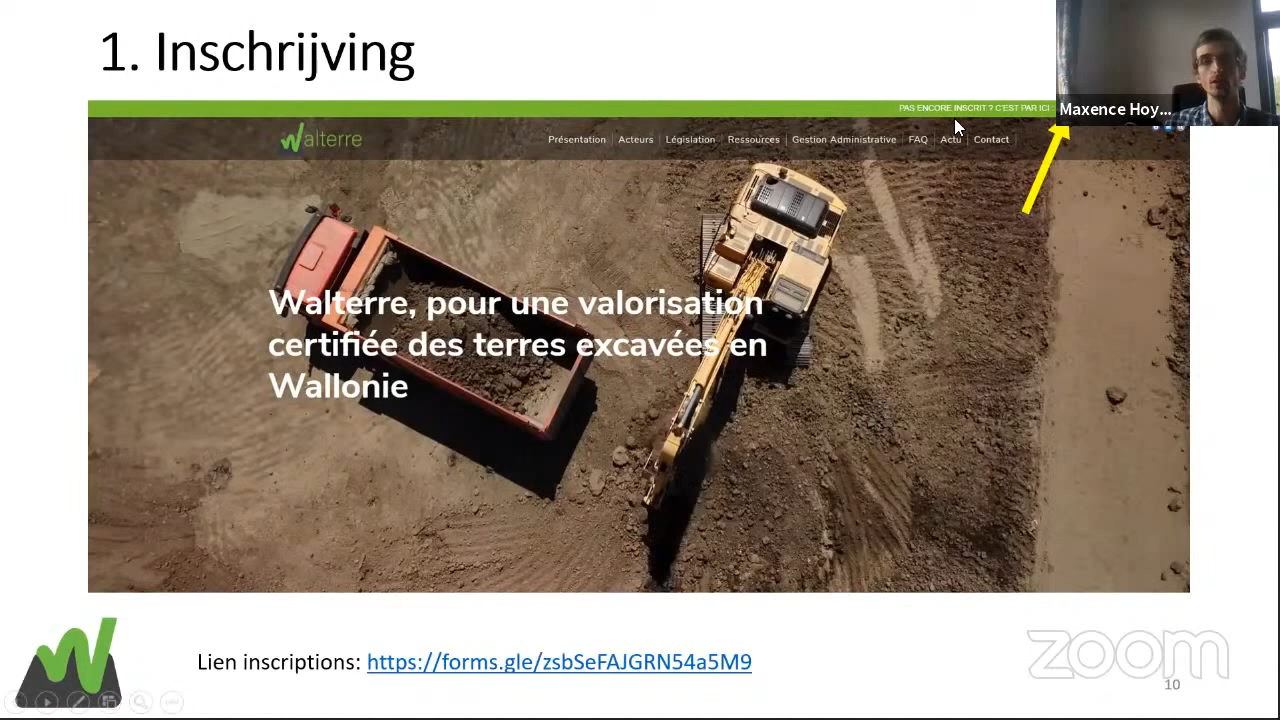 1. Inschrijving
PAS ENCORE INSCRIT ? C'EST PAR ICI
Maxence Hoy...
Walterre
Présentation
Acteurs
Législation
Ressources
Gestion Administrative
FAQ
Actu
Contact
Walterre, pour une valorisation
certifiée des terres excavées en
Wallonie
Lien inscriptions: https://forms.gle/zsbSeFAJGRN54a5M9
zoom
10